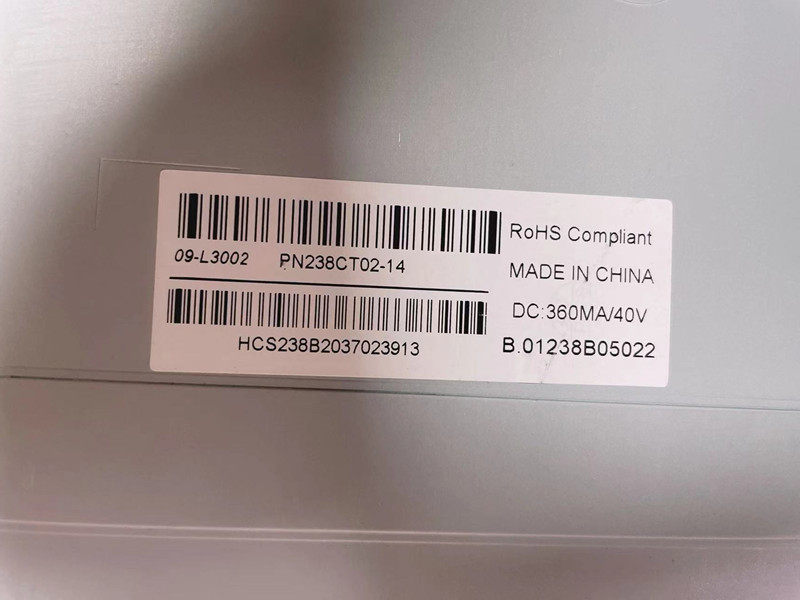 09-L3002 PN238CT02-14
HCS238B2037023913
RoHS Compliant
MADE IN CHINA
DC:360MA/40V
B.01238B05022